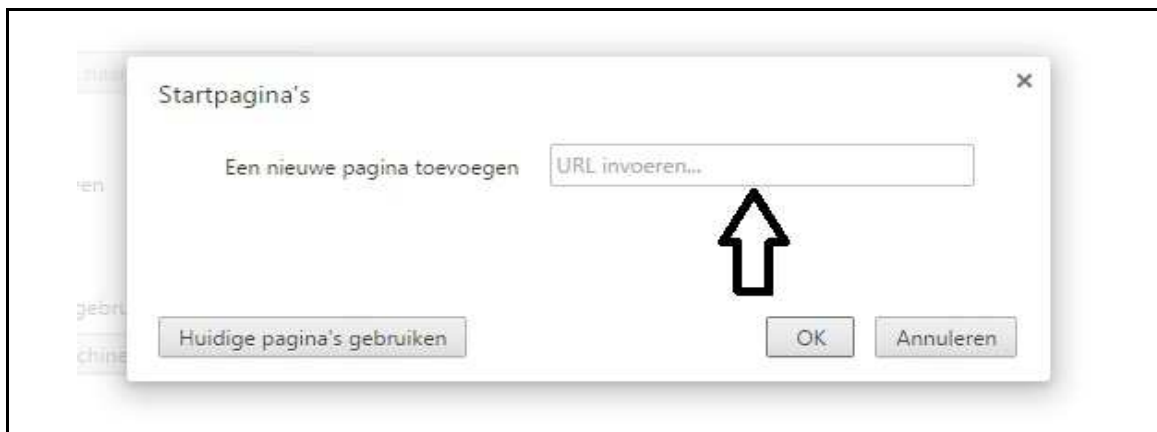 Startpagina's
×
Een nieuwe pagina toevoegen URL invoeren...
Huidige pagina's gebruiken OK Annuleren